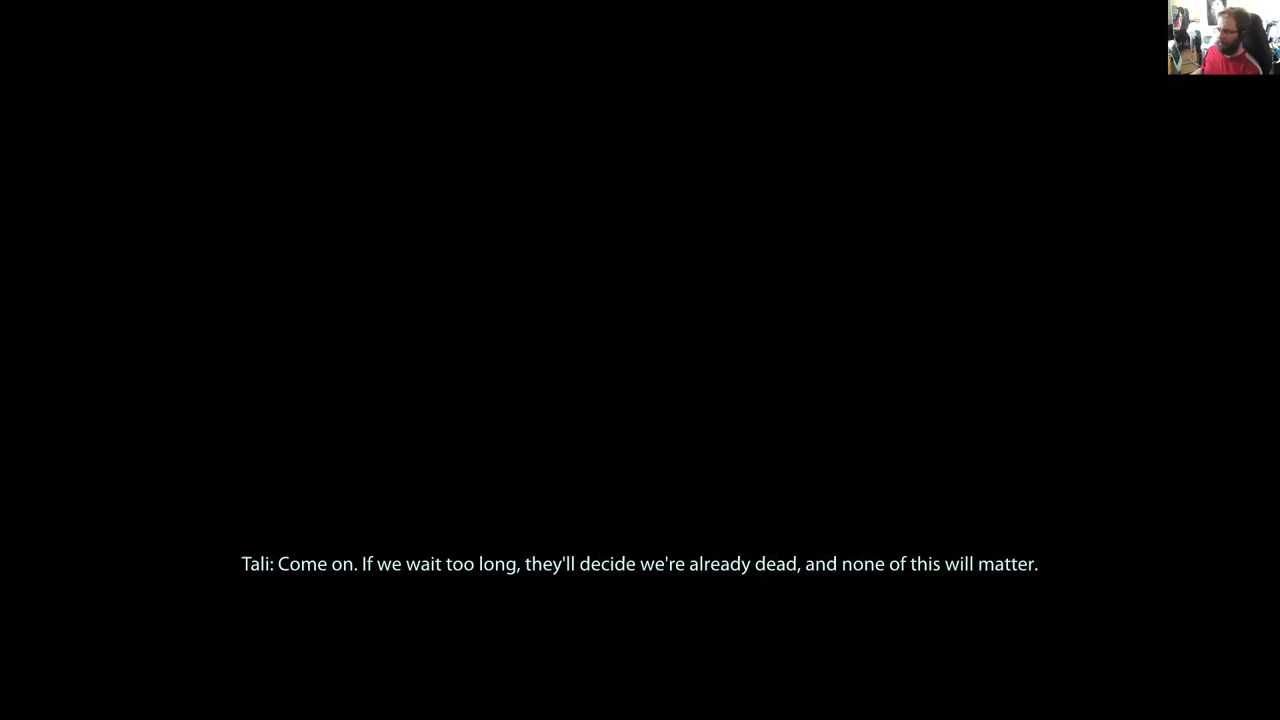 Tali: Come on. If we wait too long, they'll decide we're already dead, and none of this will matter.